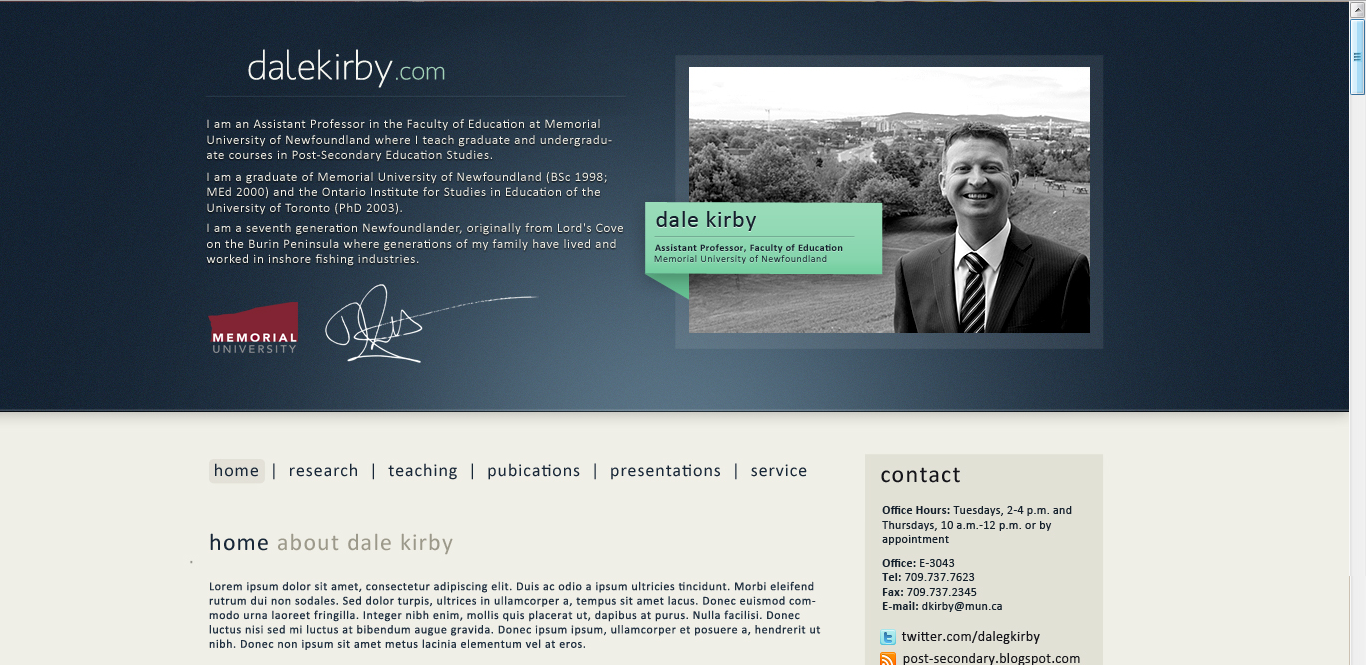 dalekirby.com
I am an Assistant Professor in the Faculty of Education at Memorial
University of Newfoundland where I teach graduate and undergradu-
ate courses in Post-Secondary Education Studies.
I am a graduate of Memorial University of Newfoundland (BSc 1998;
MEd 2000) and the Ontario Institute for Studies in Education of the
University of Toronto (PhD 2003).
I am a seventh generation Newfoundlander, originally from Lord's Cove
on the Burin Peninsula where generations of my family have lived and
worked in inshore fishing industries.
MEMORIAL
UNIVERSITY
dale kirby
Assistant Professor, Faculty of Education
Memorial University of Newfoundland
home | research | teaching | pubications | presentations | service
home about dale kirby
Lorem ipsum dolor sit amet, consectetur adipiscing elit. Duis ac odio a ipsum ultricies tincidunt. Morbi eleifend
rutrum dui non sodales. Sed dolor turpis, ultrices in ullamcorper a, tempus sit amet lacus. Donec euismod com-
modo urna laoreet fringilla. Integer nibh enim, mollis quis placerat ut, dapibus at purus. Nulla facilisi. Donec
luctus nisi sed mi luctus at bibendum augue gravida. Donec ipsum ipsum, ullamcorper et posuere a, hendrerit ut
nibh. Donec non ipsum sit amet metus lacinia elementum vel at eros.
contact
Office Hours: Tuesdays, 2-4 p.m. and
Thursdays, 10 a.m.-12 p.m. or by
appointment
Office: E-3043
Tel: 709.737.7623
Fax: 709.737.2345
E-mail: dkirby@mun.ca
twitter.com/dalegkirby
post-secondary.blogspot.com